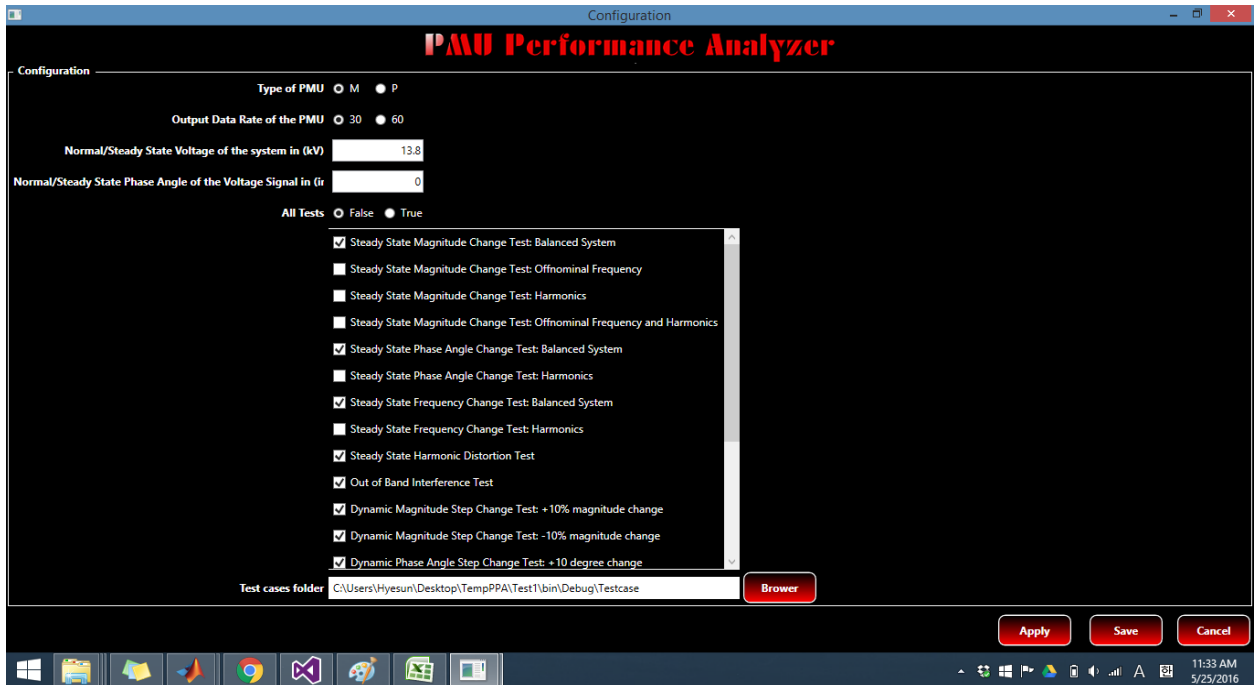 Configuration
PMU Performance Analyzer
Configuration
Type of PMU M P
Output Data Rate of the PMU 30 60
Normal/Steady State Voltage of the system in (kV) 13.8
Normal/Steady State Phase Angle of the Voltage Signal in (ir 0
All Tests False True
Steady State Magnitude Change Test: Balanced System
Steady State Magnitude Change Test: Offnominal Frequency
Steady State Magnitude Change Test: Harmonics
Steady State Magnitude Change Test: Offnominal Frequency and Harmonics
Steady State Phase Angle Change Test: Balanced System
Steady State Phase Angle Change Test: Harmonics
Steady State Frequency Change Test: Balanced System
Steady State Frequency Change Test: Harmonics
Steady State Harmonic Distortion Test
Out of Band Interference Test
Dynamic Magnitude Step Change Test: +10% magnitude change
Dynamic Magnitude Step Change Test: -10% magnitude change
Dynamic Phase Angle Step Change Test: +10 degree change
Test cases folder C:\Users\Hyesun\Desktop\TempPPA\Test1\bin\Debug\Testcase Brower
Apply Save Cancel
A 한 11:33 AM
5/25/2016